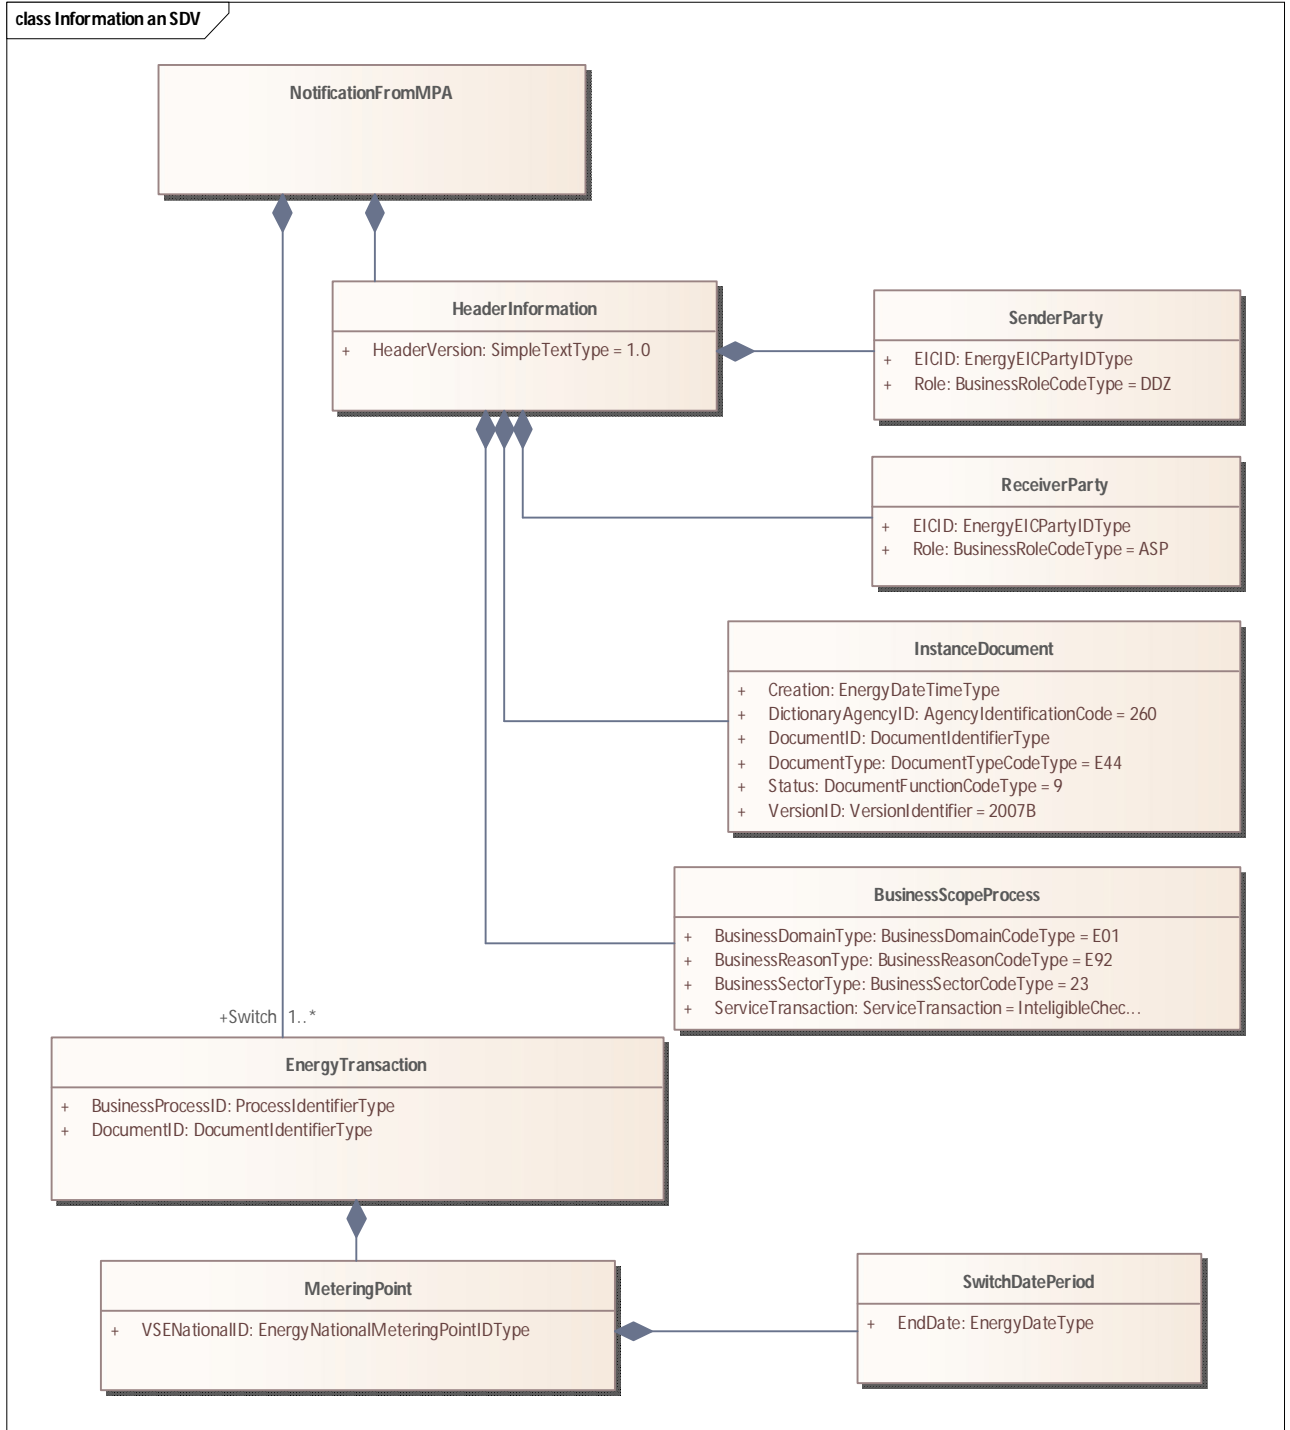 class Information an SDV
NotificationFromMPA
HeaderInformation
+ HeaderVersion: SimpleTextType = 1.0
SenderParty
+ EICID: EnergyEICPartyIDType
+ Role: BusinessRoleCodeType = DDZ
ReceiverParty
+ EICID: EnergyEICPartyIDType
+ Role: BusinessRoleCodeType = ASP
InstanceDocument
+ Creation: EnergyDateTimeType
+ DictionaryAgencyID: AgencyIdentificationCode = 260
+ DocumentID: DocumentIdentifierType
+ DocumentType: DocumentTypeCodeType = E44
+ Status: DocumentFunctionCodeType = 9
+ VersionID: VersionIdentifier = 2007B
BusinessScopeProcess
+ BusinessDomainType: BusinessDomainCodeType = E01
+ BusinessReasonType: BusinessReasonCodeType = E92
+ BusinessSectorType: BusinessSectorCodeType = 23
+ ServiceTransaction: ServiceTransaction = InteligibleChec...
+Switch 1..*
EnergyTransaction
+ BusinessProcessID: ProcessIdentifierType
+ DocumentID: DocumentIdentifierType
MeteringPoint
+ VSENationalID: EnergyNationalMeteringPointIDType
SwitchDatePeriod
+ EndDate: EnergyDateType